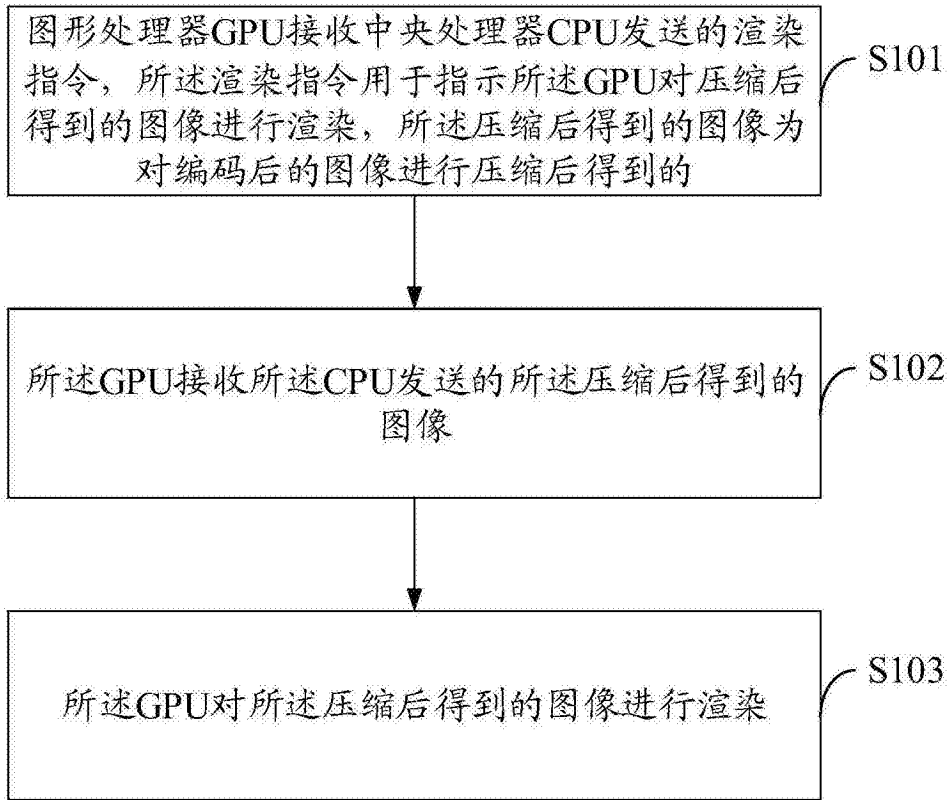 图形处理器GPU接收中央处理器CPU发送的渲染
指令，所述渲染指令用于指示所述GPU对压缩后
得到的图像进行渲染，所述压缩后得到的图像为
对编码后的图像进行压缩后得到的
S101
所述GPU接收所述CPU发送的所述压缩后得到的
图像
S102
所述GPU对所述压缩后得到的图像进行渲染
S103